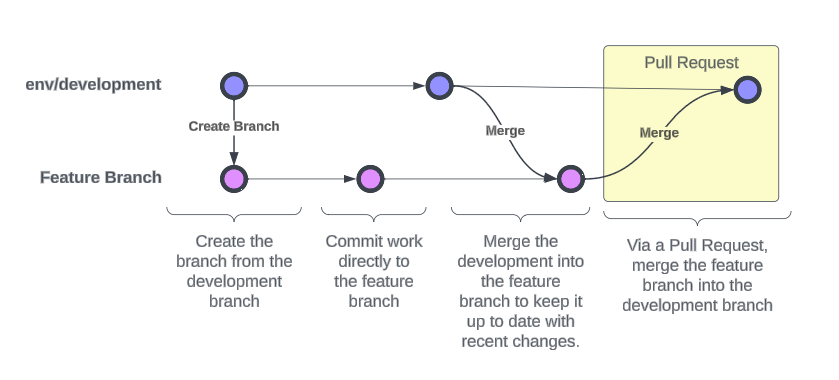 Pull Request
env/development
Create Branch
Merge
Merge
Feature Branch
Create the
branch from the
development
branch
Commit work
directly to
the feature
branch
Merge the
development into
the feature
branch to keep it
up to date with
recent changes.
Via a Pull Request,
merge the feature
branch into the
development branch